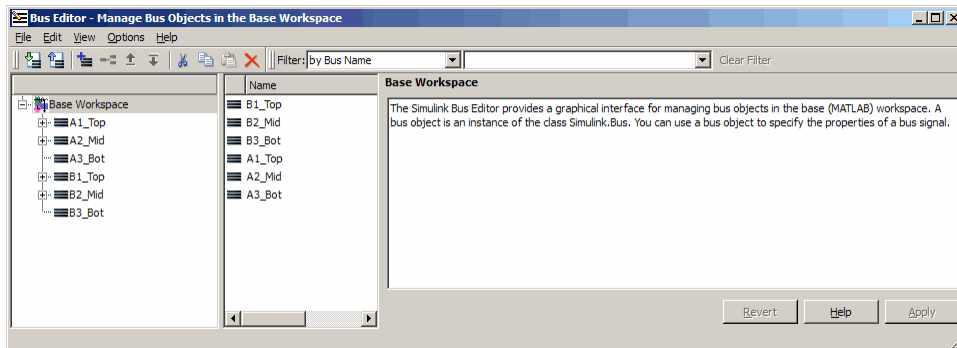 Bus Editor - Manage Bus Objects in the Base Workspace
File Edit View Options Help
Filter: by Bus Name Clear Filter
Base Workspace
A1_Top
A2_Mid
A3_Bot
B1_Top
B2_Mid
B3_Bot
Name
B1_Top
B2_Mid
B3_Bot
A1_Top
A2_Mid
A3_Bot
Base Workspace
The Simulink Bus Editor provides a graphical interface for managing bus objects in the base (MATLAB) workspace. A
bus object is an instance of the class Simulink.Bus. You can use a bus object to specify the properties of a bus signal.
Revert Help Apply